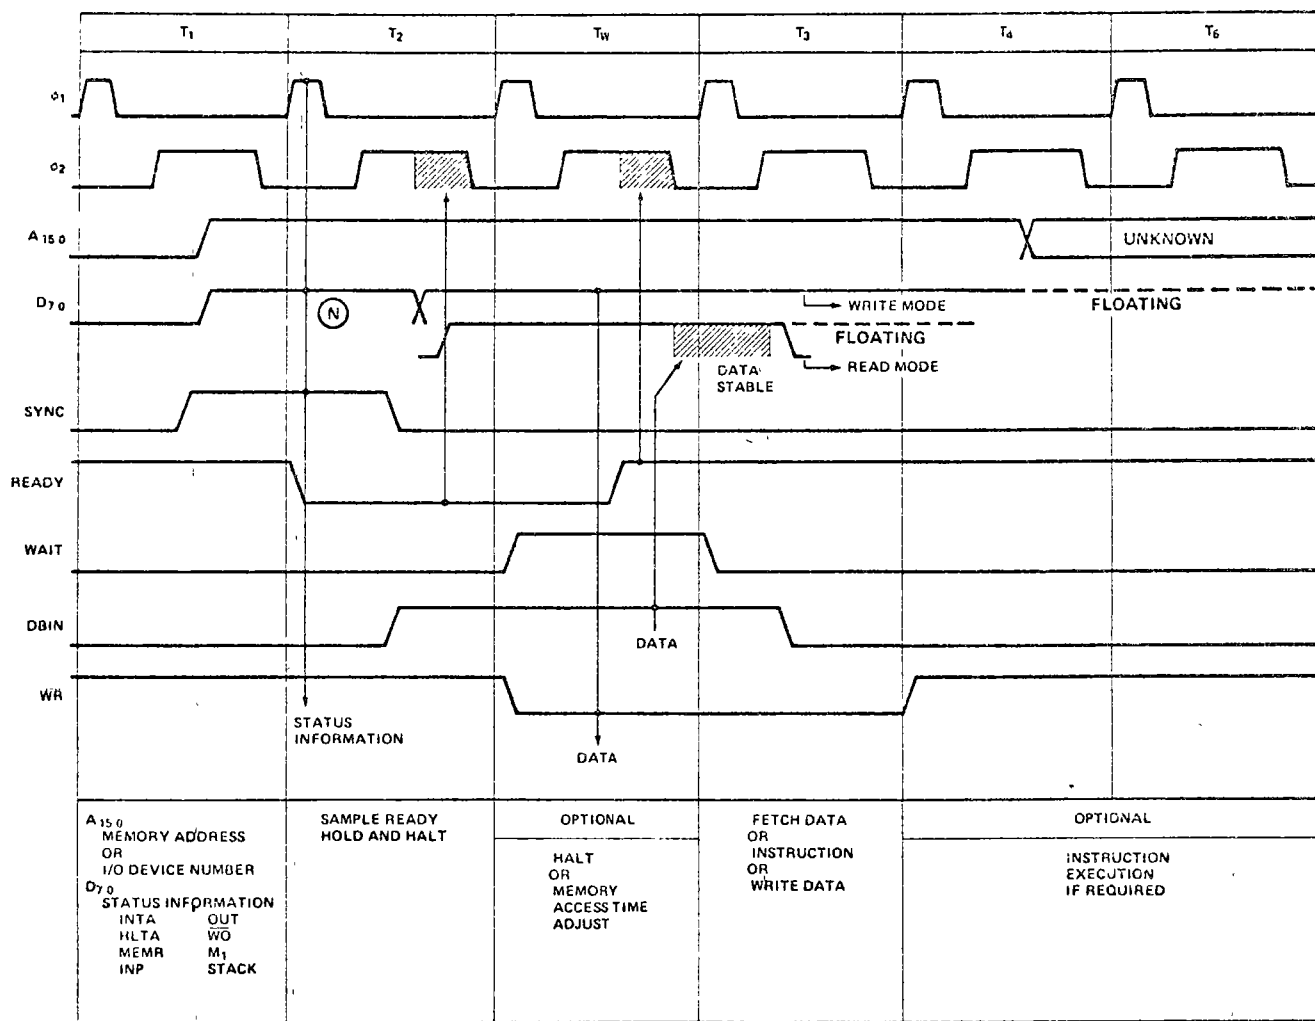 T1 T2 TW T3 T4 T5
φ1
φ2
A15-0
UNKNOWN
D7-0
N
WRITE MODE
FLOATING
FLOATING
READ MODE
DATA
STABLE
SYNC
READY
WAIT
DBIN
DATA
WR
STATUS
INFORMATION
DATA
A15-0
MEMORY ADDRESS
OR
I/O DEVICE NUMBER
D7-0
STATUS INFORMATION
INTA OUT
HLTA WO
MEMR M1
INP STACK
SAMPLE READY
HOLD AND HALT
OPTIONAL
HALT
OR
MEMORY
ACCESS TIME
ADJUST
FETCH DATA
OR
INSTRUCTION
OR
WRITE DATA
OPTIONAL
INSTRUCTION
EXECUTION
IF REQUIRED